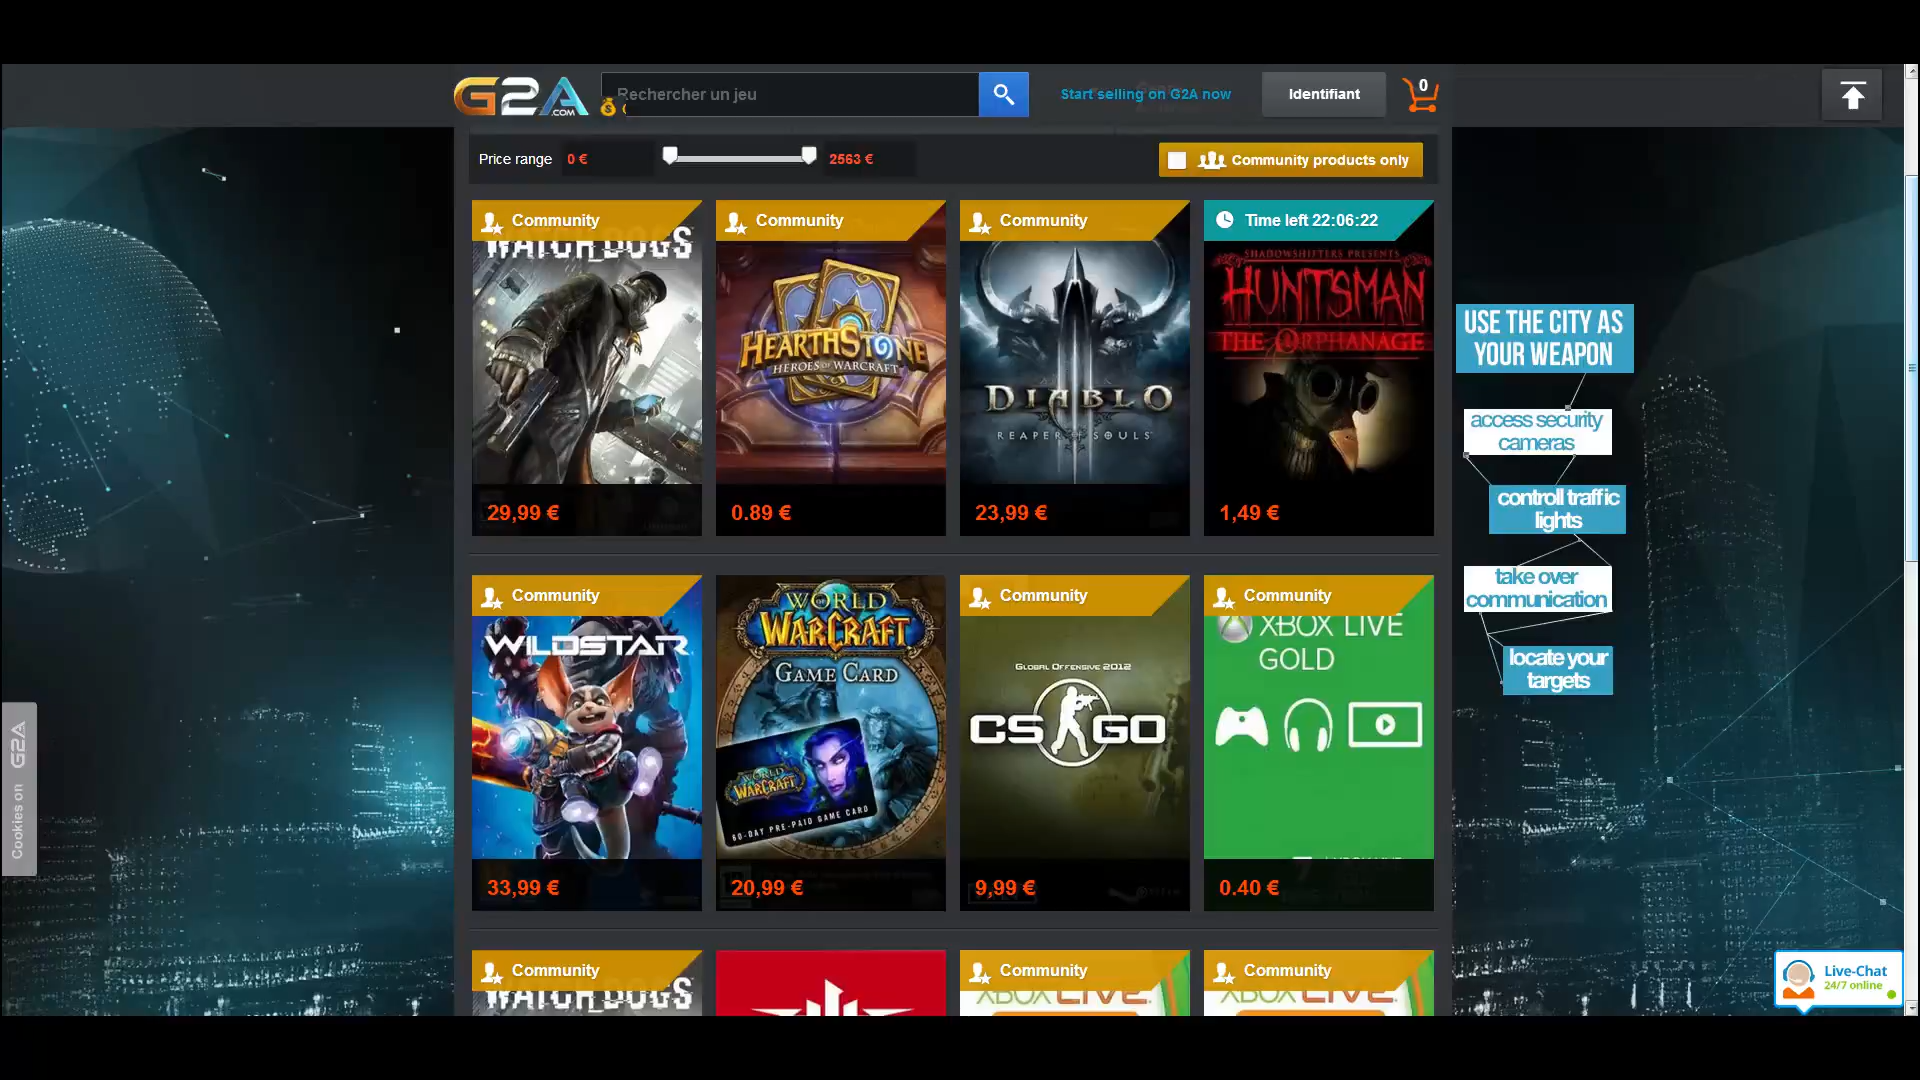 G2A
.COM
Rechercher un jeu
Start selling on G2A now
Identifiant
0
Price range
0 €
2563 €
Community products only
Community
Community
Community
Time left 22:06:22
WATCH_DOGS
HEARTHSTONE
HEROES OF WARCRAFT
DIABLO
REAPER OF SOULS
SHADOWSHIFTERS PRESENTS
HUNTSMAN
THE ORPHANAGE
29,99 €
0.89 €
23,99 €
1,49 €
Community
Community
Community
WILDSTAR
WORLD
OF
WARCRAFT
GAME CARD
WORLD
OF
WARCRAFT
60-DAY PRE-PAID GAME CARD
GLOBAL OFFENSIVE 2012
CS GO
XBOX LIVE
GOLD
33,99 €
20,99 €
9,99 €
0.40 €
Community
Community
Community
WATCH_DOGS
XBOX LIVE
XBOX LIVE
USE THE CITY AS
YOUR WEAPON
access security
cameras
controll traffic
lights
take over
communication
locate your
targets
Cookies on G2A
Live-Chat
24/7 online